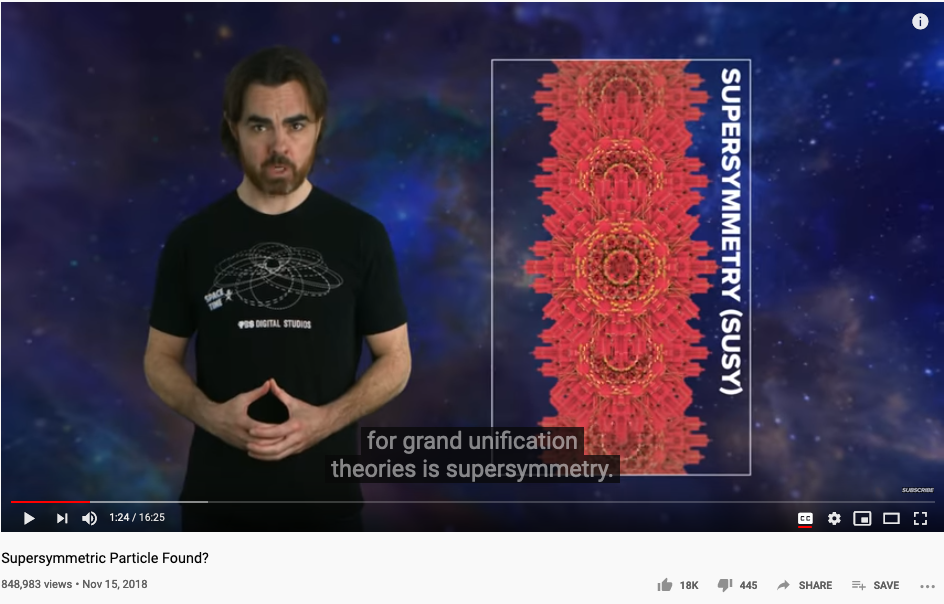 SUPERSYMMETRY (SUSY)
SPACE
TIME
PBS DIGITAL STUDIOS
for grand unification
theories is supersymmetry.
SUBSCRIBE
1:24 / 16:25
CC
Supersymmetric Particle Found?
848,983 views • Nov 15, 2018
18K 445 SHARE SAVE